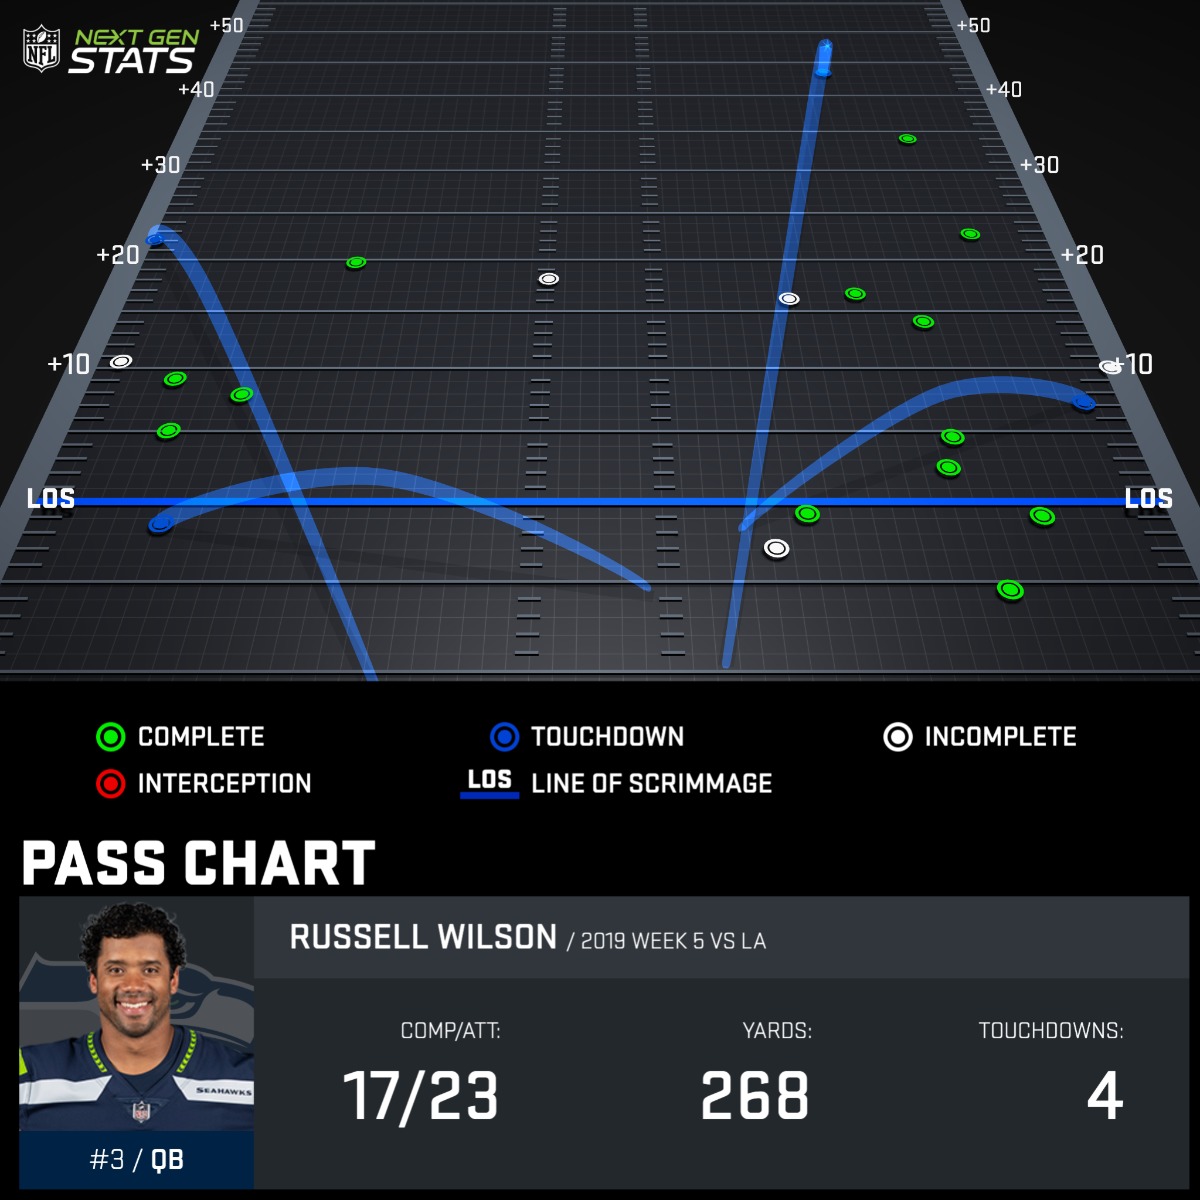 NFL NEXT GEN STATS
+50 +50
+40 +40
+30 +30
+20 +20
+10 +10
LOS LOS
COMPLETE TOUCHDOWN INCOMPLETE
INTERCEPTION LOS LINE OF SCRIMMAGE
PASS CHART
RUSSELL WILSON / 2019 WEEK 5 VS LA
COMP/ATT: YARDS: TOUCHDOWNS:
17/23 268 4
SEAHAWKS
#3 / QB